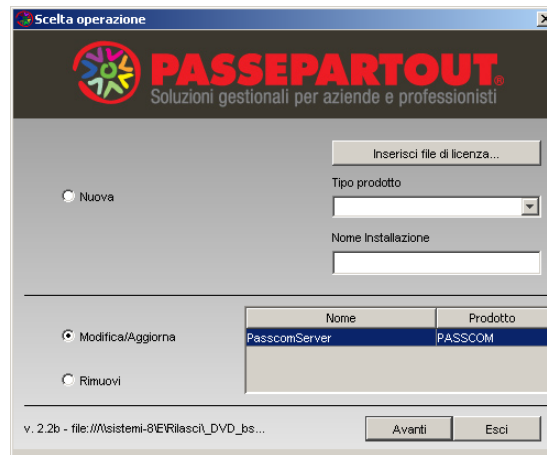 Scelta operazione
PASSEPARTOUT®
Soluzioni gestionali per aziende e professionisti
Inserisci file di licenza...
Tipo prodotto
Nuova
Nome Installazione
Nome Prodotto
Modifica/Aggiorna
PasscomServer PASSCOM
Rimuovi
v. 2.2b - file:///\\sistemi-8\E\Rilasci\_DVD_bs... Avanti Esci